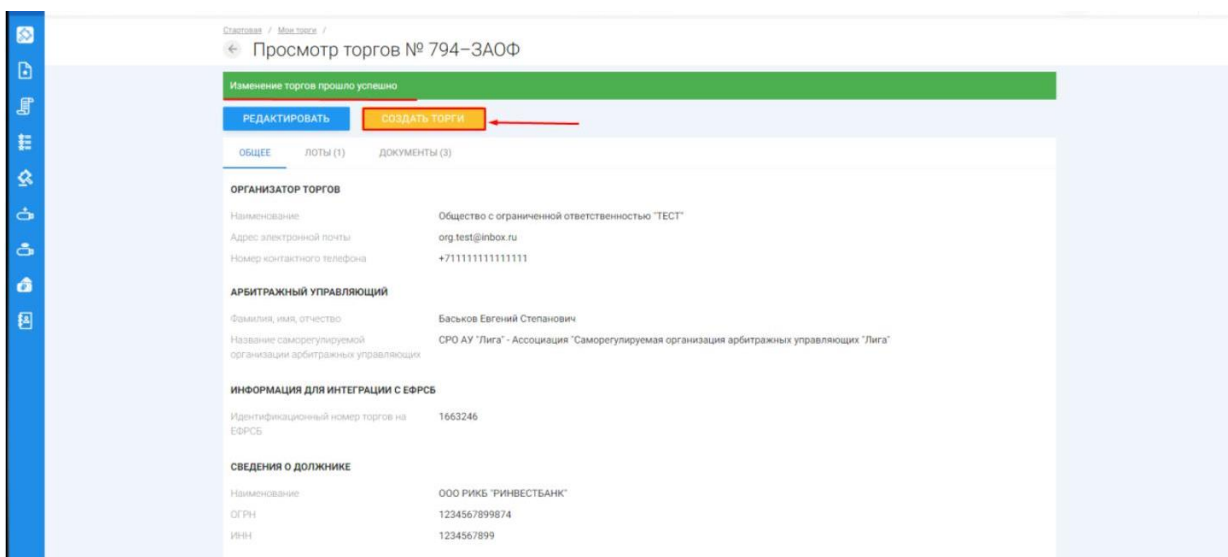 Стартовая / Мои торги /
Просмотр торгов № 794-ЗАОФ
Изменение торгов прошло успешно
РЕДАКТИРОВАТЬ СОЗДАТЬ ТОРГИ
ОБЩЕЕ ЛОТЫ (1) ДОКУМЕНТЫ (3)
ОРГАНИЗАТОР ТОРГОВ
Наименование Общество с ограниченной ответственностью "ТЕСТ"
Адрес электронной почты org.test@inbox.ru
Номер контактного телефона +711111111111111
АРБИТРАЖНЫЙ УПРАВЛЯЮЩИЙ
Фамилия, имя, отчество Баськов Евгений Степанович
Название саморегулируемой СРО АУ "Лига" - Ассоциация "Саморегулируемая организация арбитражных управляющих "Лига"
организации арбитражных управляющих
ИНФОРМАЦИЯ ДЛЯ ИНТЕГРАЦИИ С ЕФРСБ
Идентификационный номер торгов на 1663246
ЕФРСБ
СВЕДЕНИЯ О ДОЛЖНИКЕ
Наименование ООО РИКБ "РИНВЕСТБАНК"
ОГРН 1234567899874
ИНН 1234567899